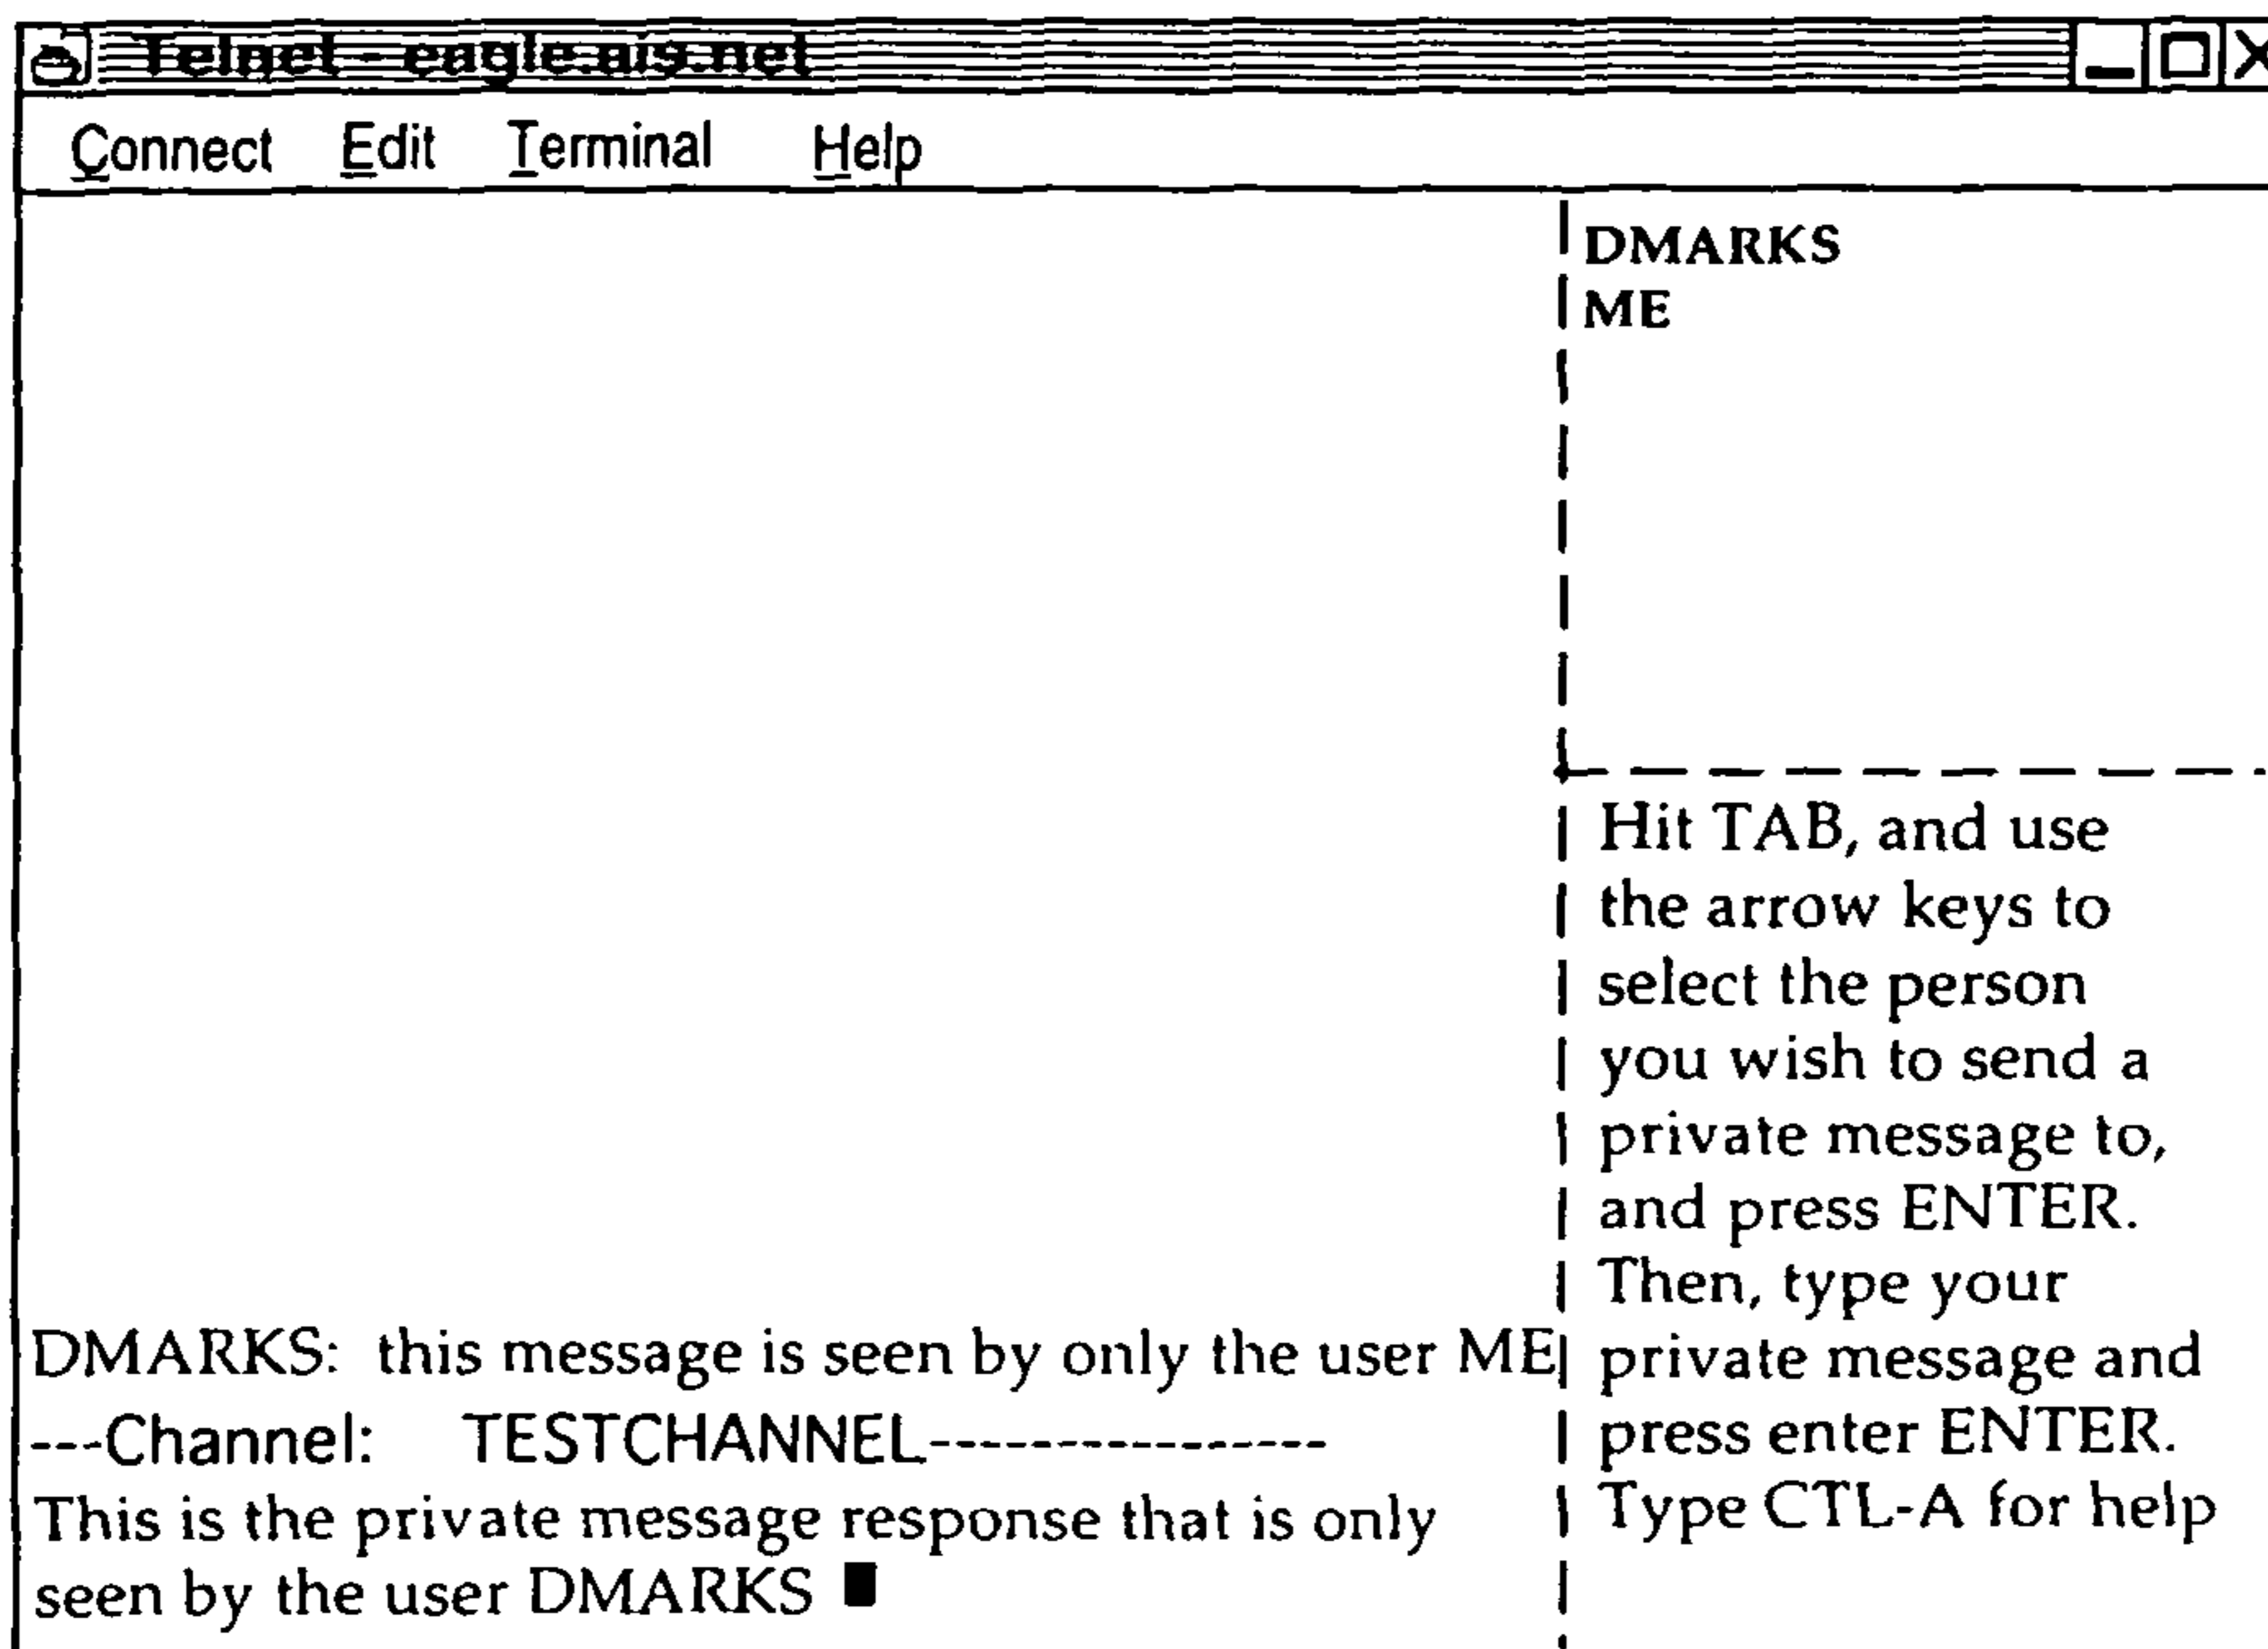 Telnet - eagle.ais.net
Connect Edit Terminal Help
DMARKS
ME
Hit TAB, and use
the arrow keys to
select the person
you wish to send a
private message to,
and press ENTER.
Then, type your
private message and
press enter ENTER.
Type CTL-A for help
DMARKS: this message is seen by only the user ME
---Channel: TESTCHANNEL----------------
This is the private message response that is only
seen by the user DMARKS